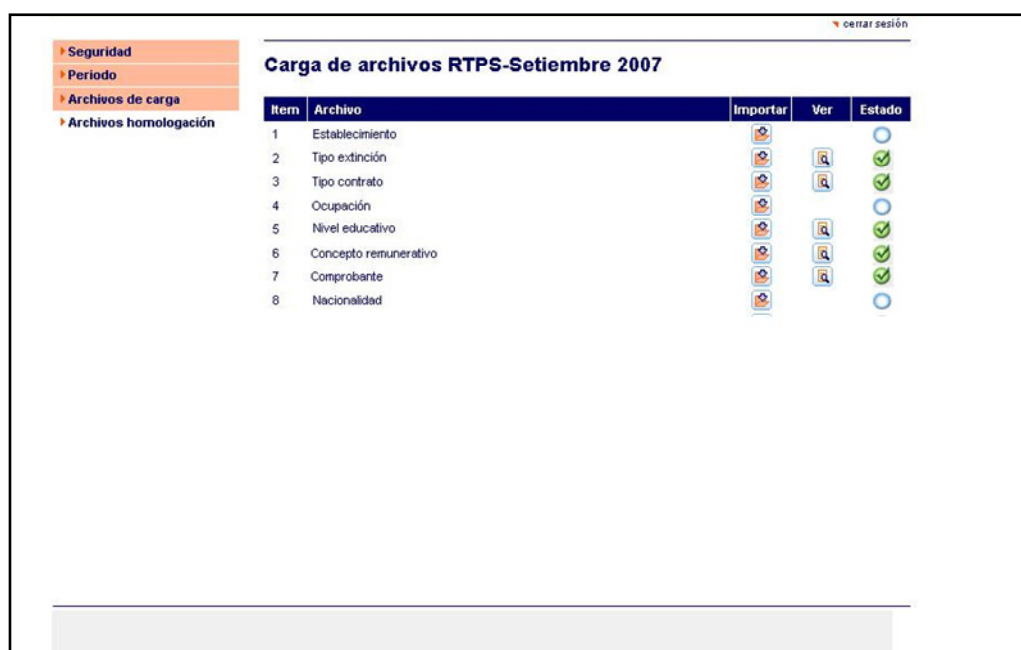 cerrar sesión
Seguridad
Periodo
Archivos de carga
Archivos homologación
Carga de archivos RTPS-Setiembre 2007
Item Archivo Importar Ver Estado
1 Establecimiento
2 Tipo extinción
3 Tipo contrato
4 Ocupación
5 Nivel educativo
6 Concepto remunerativo
7 Comprobante
8 Nacionalidad